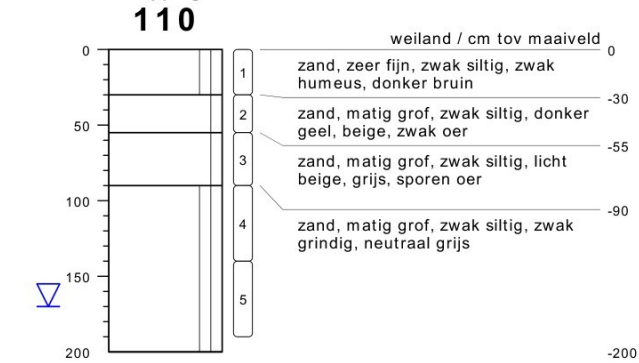 110
weiland / cm tov maaiveld
0
0
1
zand, zeer fijn, zwak siltig, zwak
humeus, donker bruin
-30
2
zand, matig grof, zwak siltig, donker
geel, beige, zwak oer
50
-55
3
zand, matig grof, zwak siltig, licht
beige, grijs, sporen oer
100
-90
4
zand, matig grof, zwak siltig, zwak
grindig, neutraal grijs
150
5
200
-200